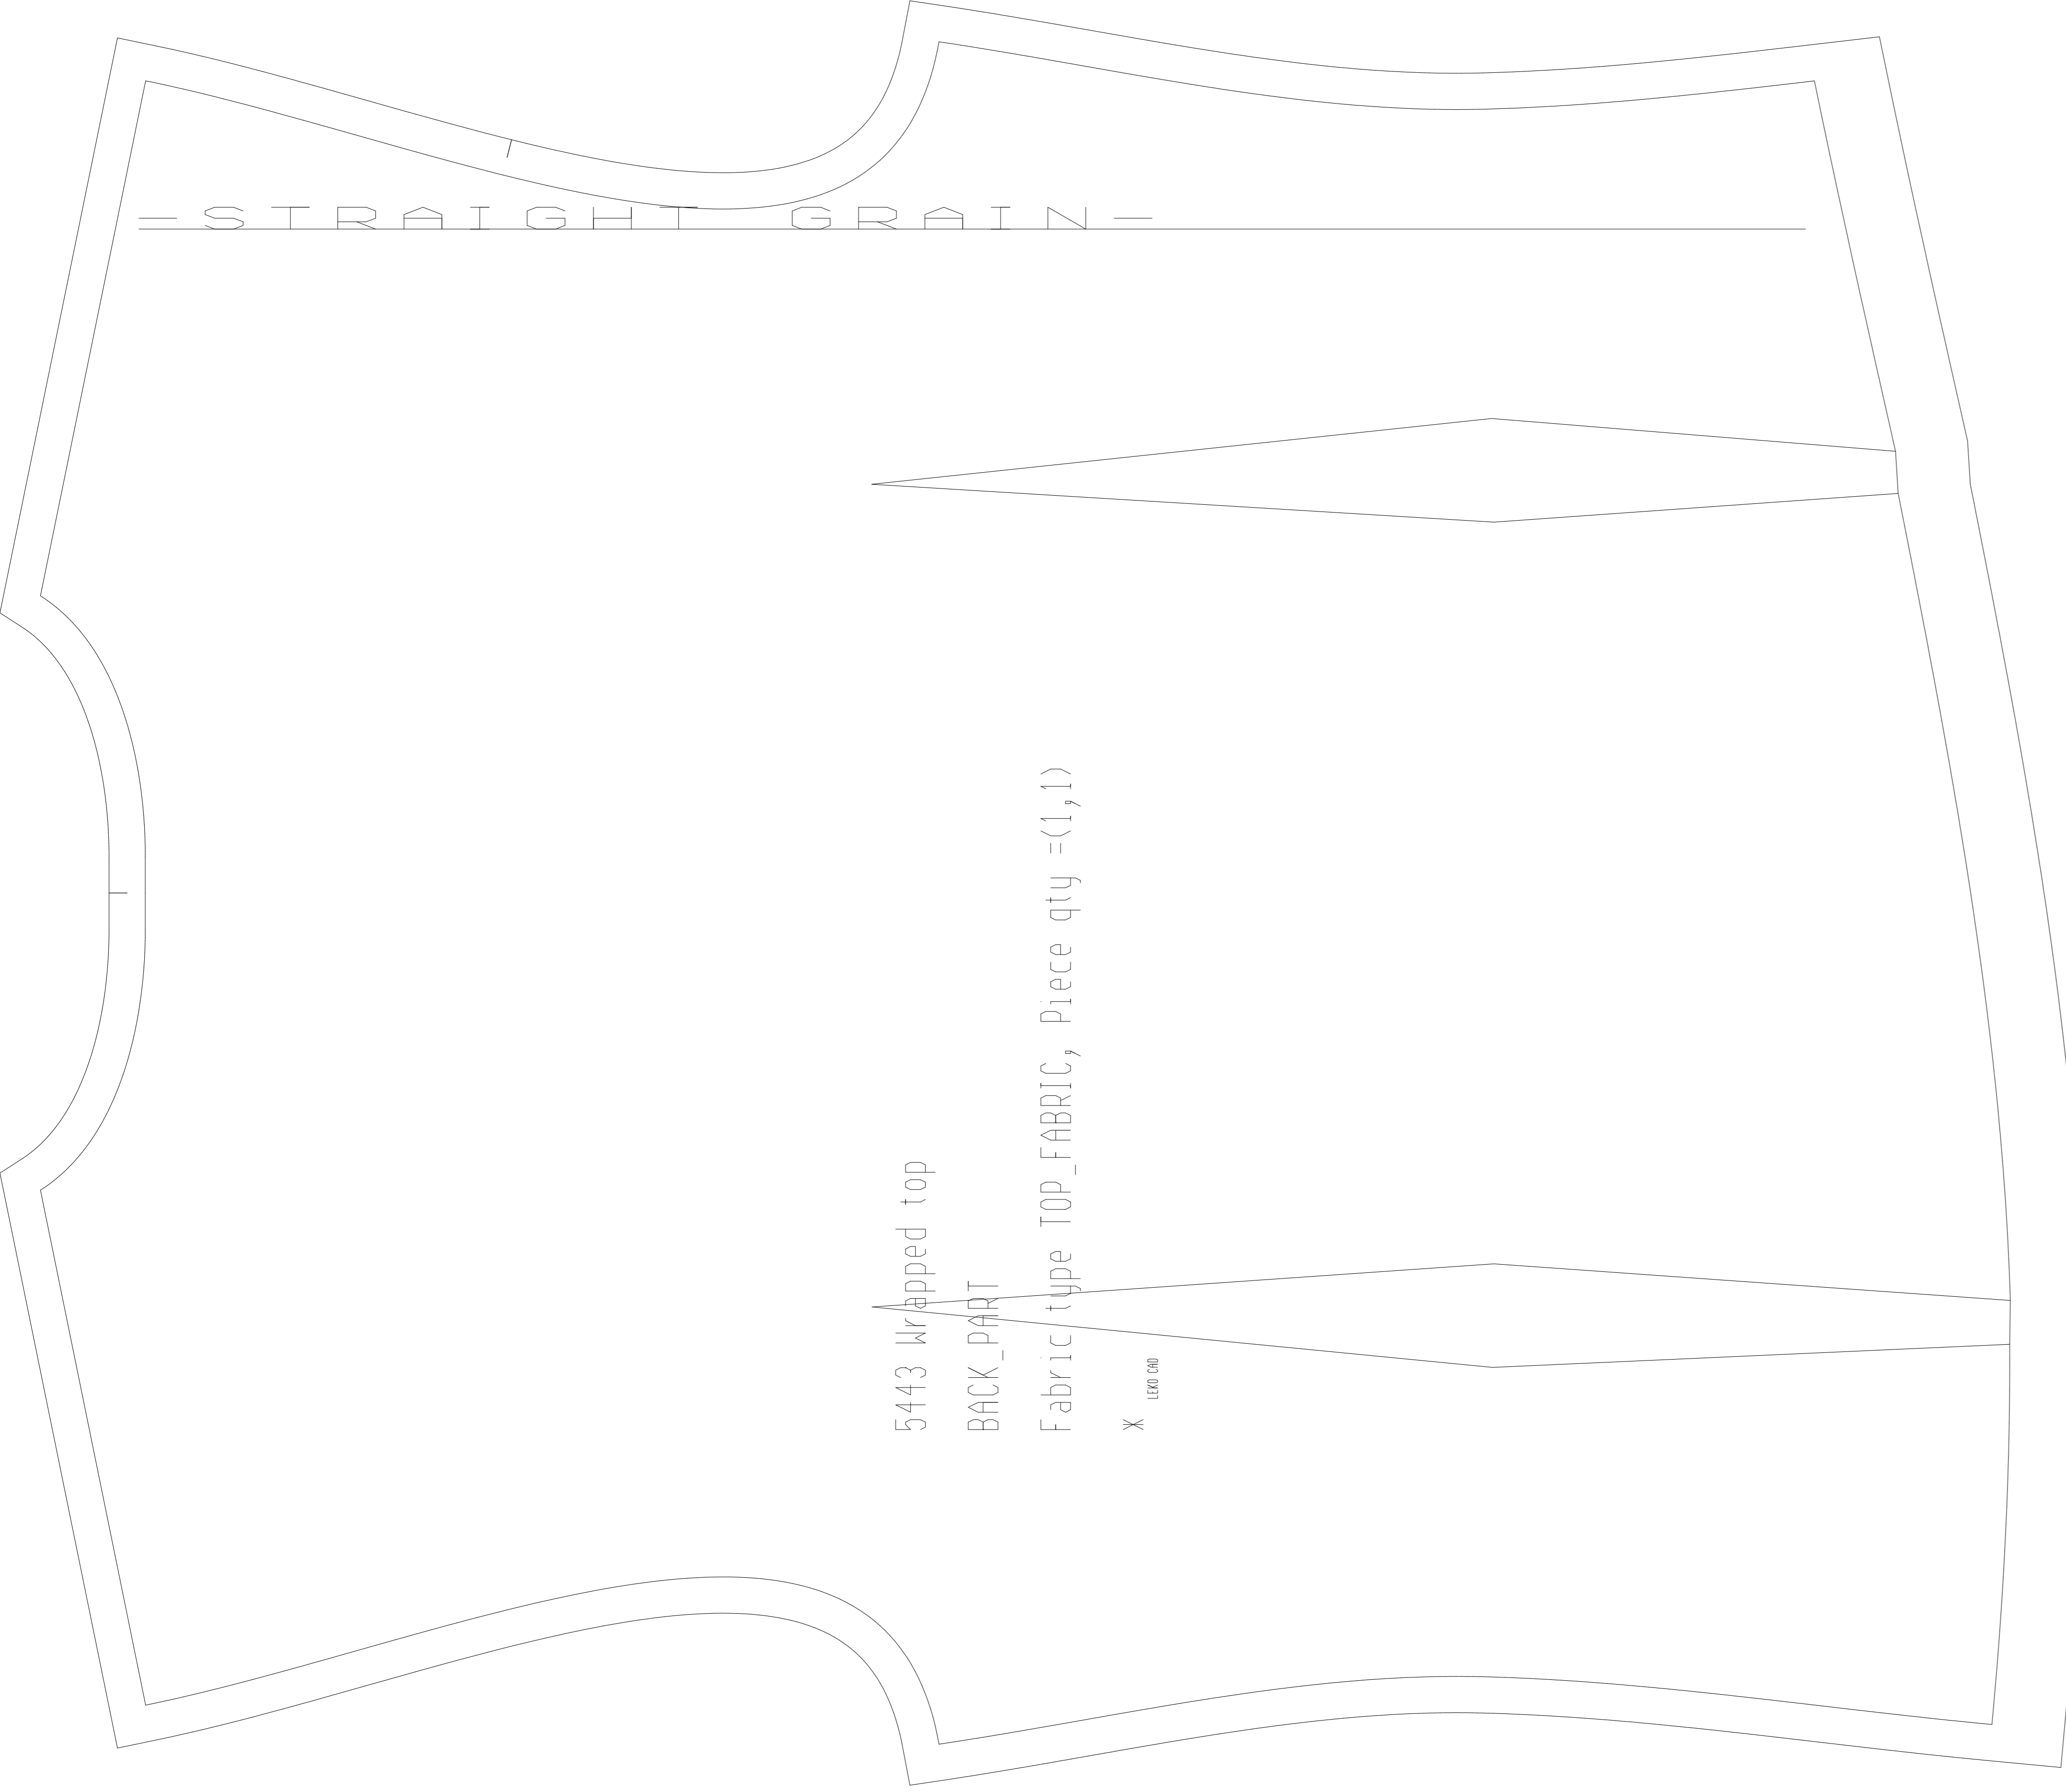 -STRAIGHT GRAIN-
5443 Wrapped top
BACK_PART
Fabric type TOP_FABRIC, Piece qty =(1,1)
*
LEKO CAD